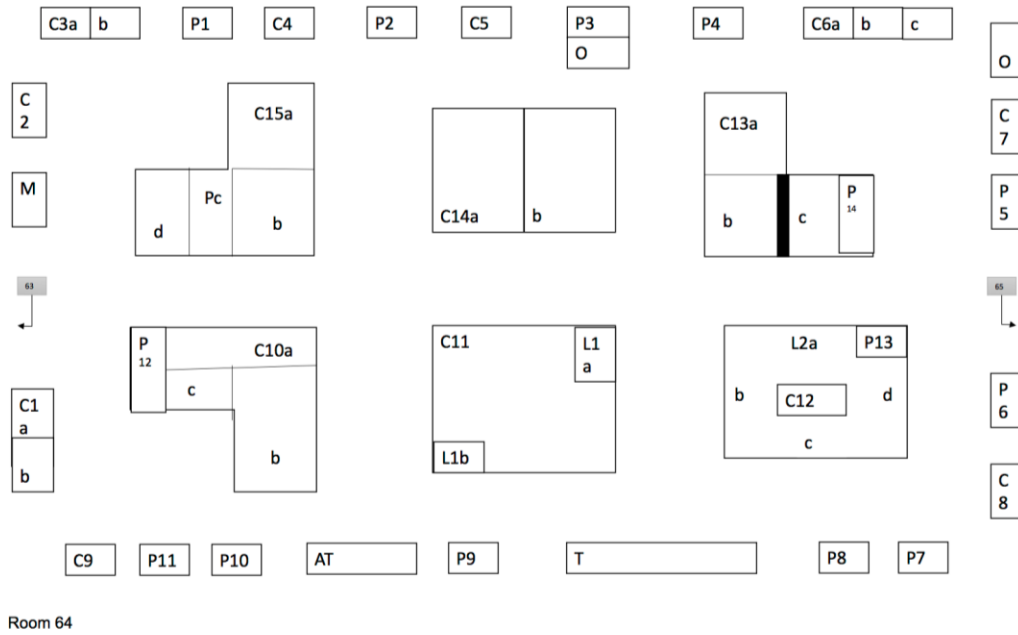 C3a b P1 C4 P2 C5 P3 P4 C6a b c
O
O
C
2
C15a
C13a
C
7
M
Pc
d
b
C14a b
b
c
P
14
P
5
63
65
P
12
C10a
c
b
C11
L1
a
L1b
L2a P13
b
C12
d
c
C1
a
b
P
6
C
8
C9 P11 P10 AT P9 T P8 P7
Room 64